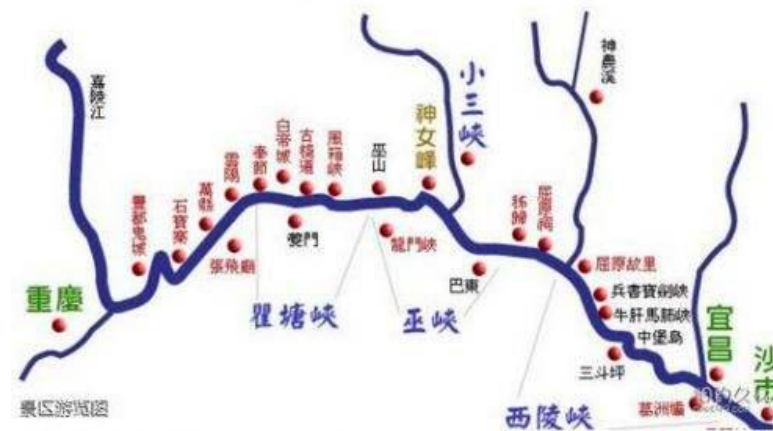 嘉陵江
重慶
豐都鬼城
石寶寨
萬縣
張飛廟
雲陽
奉節
白帝城
夔門
古棧道
風箱峽
瞿塘峽
巫山
龍門峽
神女峰
巫峽
小三峽
巴東
秭歸
屈原祠
神農溪
屈原故里
兵書寶劍峽
牛肝馬肺峽
中堡島
三斗坪
西陵峽
宜昌
葛洲壩
沙市
景区游览图